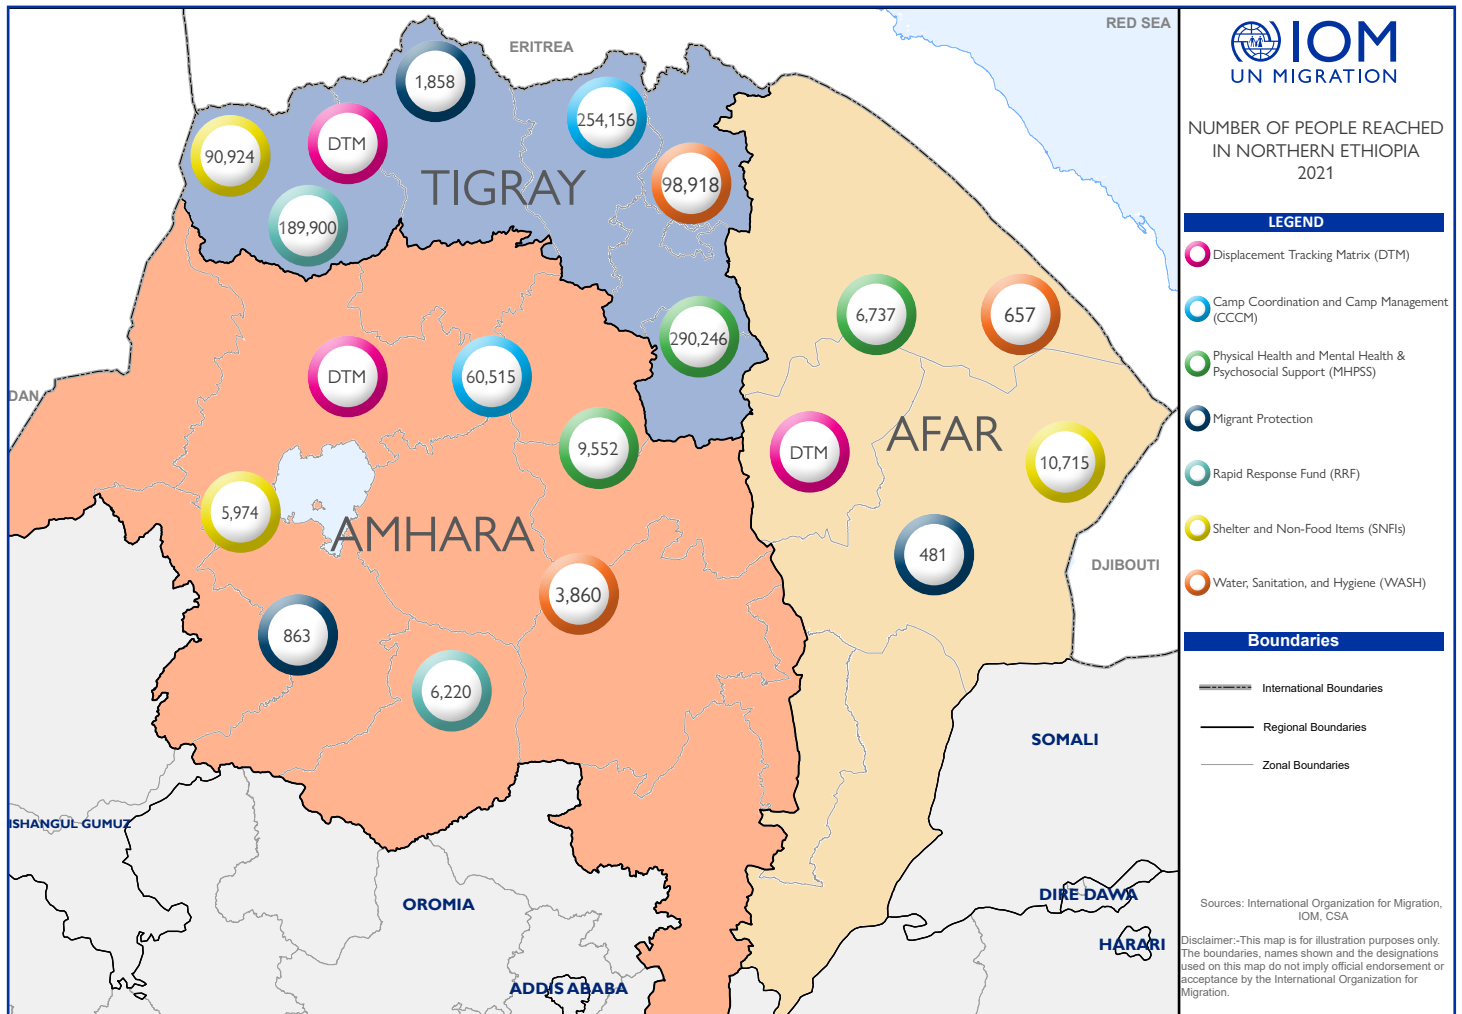 RED SEA
ERITREA
1,858
254,156
90,924
DTM
98,918
TIGRAY
189,900
6,737
657
290,246
DAN
DTM
60,515
AFAR
9,552
DTM
10,715
5,974
AMHARA
481
DJIBOUTI
3,860
863
6,220
SOMALI
ISHANGUL GUMUZ
OROMIA
DIRE DAWA
HARARI
ADDIS ABABA
IOM
UN MIGRATION
NUMBER OF PEOPLE REACHED
IN NORTHERN ETHIOPIA
2021
LEGEND
Displacement Tracking Matrix (DTM)
Camp Coordination and Camp Management
(CCCM)
Physical Health and Mental Health &
Psychosocial Support (MHPSS)
Migrant Protection
Rapid Response Fund (RRF)
Shelter and Non-Food Items (SNFIs)
Water, Sanitation, and Hygiene (WASH)
Boundaries
International Boundaries
Regional Boundaries
Zonal Boundaries
Sources: International Organization for Migration,
IOM, CSA
Disclaimer:-This map is for illustration purposes only.
The boundaries, names shown and the designations
used on this map do not imply official endorsement or
acceptance by the International Organization for
Migration.